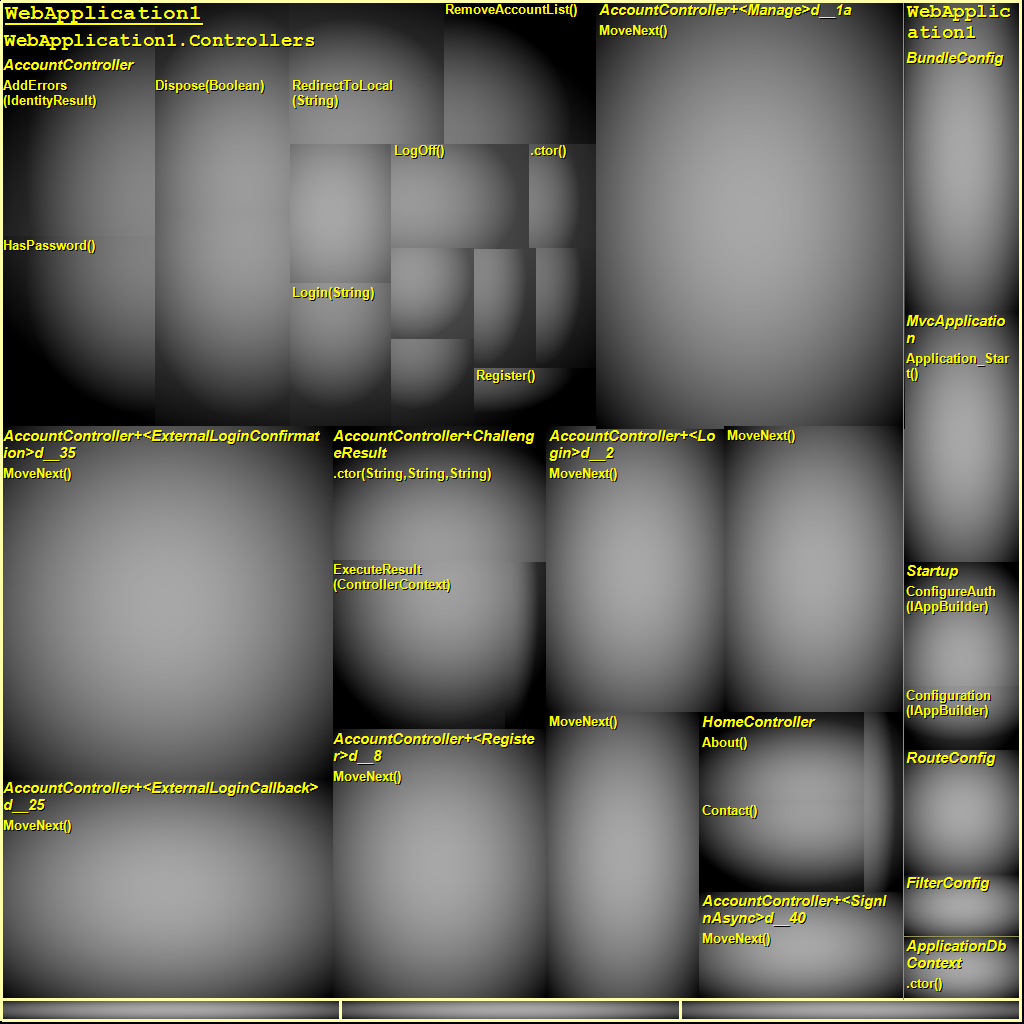 WebApplication1
WebApplication1.Controllers
AccountController
AddErrors
(IdentityResult)
HasPassword()
Dispose(Boolean)
RedirectToLocal
(String)
Login(String)
RemoveAccountList()
LogOff()
.ctor()
Register()
AccountController+<Manage>d__1a
MoveNext()
AccountController+<ExternalLoginConfirmat
ion>d__35
MoveNext()
AccountController+<ExternalLoginCallback>
d__25
MoveNext()
AccountController+Challeng
eResult
.ctor(String,String,String)
ExecuteResult
(ControllerContext)
AccountController+<Registe
r>d__8
MoveNext()
AccountController+<Lo
gin>d__2
MoveNext()
MoveNext()
MoveNext()
HomeController
About()
Contact()
AccountController+<SignI
nAsync>d__40
MoveNext()
WebApplic
ation1
BundleConfig
MvcApplicatio
n
Application_Star
t()
Startup
ConfigureAuth
(IAppBuilder)
Configuration
(IAppBuilder)
RouteConfig
FilterConfig
ApplicationDb
Context
.ctor()